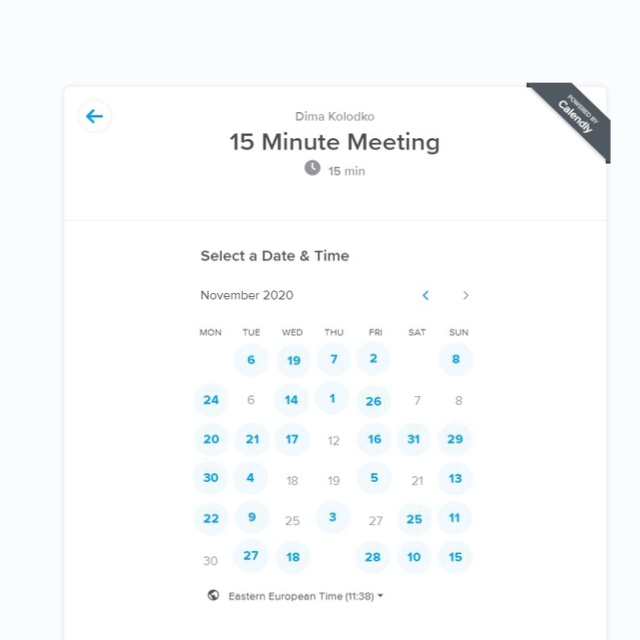 POWERED BY
Calendly
Dima Kolodko
15 Minute Meeting
15 min
Select a Date & Time
November 2020
MON TUE WED THU FRI SAT SUN
6 19 7 2 8
24 6 14 1 26 7 8
20 21 17 12 16 31 29
30 4 18 19 5 21 13
22 9 25 3 27 25 11
30 27 18 28 10 15
Eastern European Time (11:38)